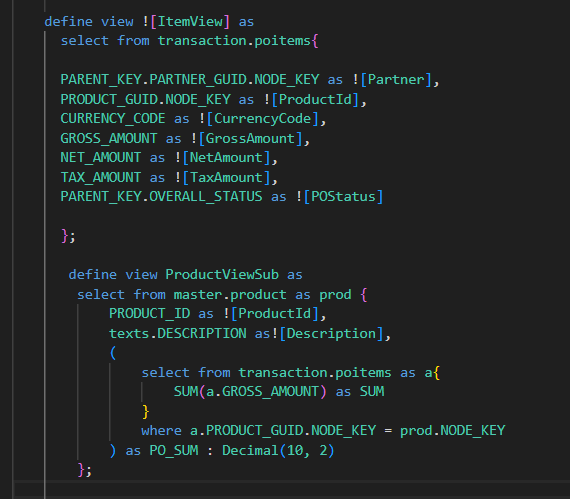 define view ![ItemView] as
select from transaction.poitems{
PARENT_KEY.PARTNER_GUID.NODE_KEY as ![Partner],
PRODUCT_GUID.NODE_KEY as ![ProductId],
CURRENCY_CODE as ![CurrencyCode],
GROSS_AMOUNT as ![GrossAmount],
NET_AMOUNT as ![NetAmount],
TAX_AMOUNT as ![TaxAmount],
PARENT_KEY.OVERALL_STATUS as ![POStatus]
};
define view ProductViewSub as
select from master.product as prod {
PRODUCT_ID as ![ProductId],
texts.DESCRIPTION as![Description],
(
select from transaction.poitems as a{
SUM(a.GROSS_AMOUNT) as SUM
}
where a.PRODUCT_GUID.NODE_KEY = prod.NODE_KEY
) as PO_SUM : Decimal(10, 2)
};